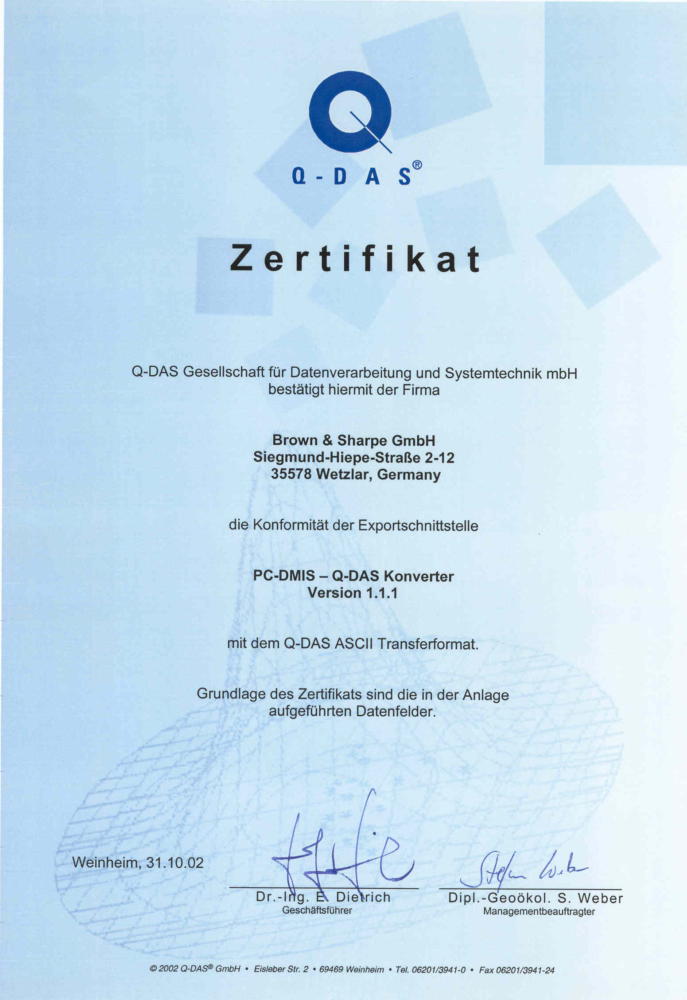 Q - D A S®
Zertifikat
Q-DAS Gesellschaft für Datenverarbeitung und Systemtechnik mbH
bestätigt hiermit der Firma
Brown & Sharpe GmbH
Siegmund-Hiepe-Straße 2-12
35578 Wetzlar, Germany
die Konformität der Exportschnittstelle
PC-DMIS – Q-DAS Konverter
Version 1.1.1
mit dem Q-DAS ASCII Transferformat.
Grundlage des Zertifikats sind die in der Anlage
aufgeführten Datenfelder.
Weinheim, 31.10.02
Stefan Weber
Dr.-Ing. E. Dietrich
Geschäftsführer
Dipl.-Geoökol. S. Weber
Managementbeauftragter
© 2002 Q-DAS® GmbH • Eisleber Str. 2 • 69469 Weinheim • Tel. 06201/3941-0 • Fax 06201/3941-24